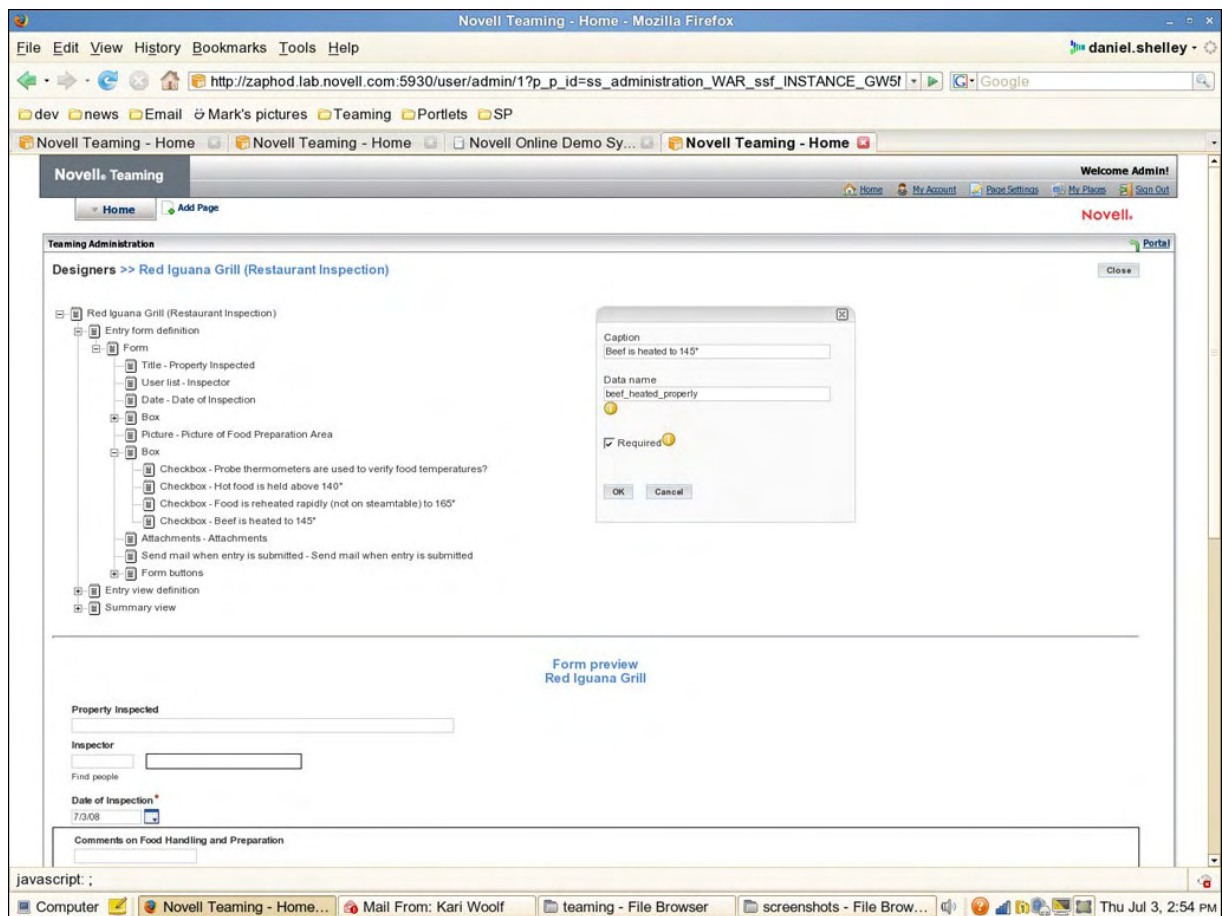 Novell Teaming - Home - Mozilla Firefox
File Edit View History Bookmarks Tools Help
daniel.shelley
http://zaphod.lab.novell.com:5930/user/admin/1?p_p_id=ss_administration_WAR_ssf_INSTANCE_GW5f
Google
dev news Email Mark's pictures Teaming Portlets SP
Novell Teaming - Home
Novell Teaming - Home
Novell Online Demo Sy...
Novell Teaming - Home
Novell. Teaming
Welcome Admin!
Home My Account Page Settings My Places Sign Out
Home
Add Page
Novell.
Teaming Administration
Portal
Designers >> Red Iguana Grill (Restaurant Inspection)
Close
Red Iguana Grill (Restaurant Inspection)
Entry form definition
Form
Title - Property Inspected
User list - Inspector
Date - Date of Inspection
Box
Picture - Picture of Food Preparation Area
Box
Checkbox - Probe thermometers are used to verify food temperatures?
Checkbox - Hot food is held above 140*
Checkbox - Food is reheated rapidly (not on steamtable) to 165*
Checkbox - Beef is heated to 145*
Attachments - Attachments
Send mail when entry is submitted - Send mail when entry is submitted
Form buttons
Entry view definition
Summary view
Caption
Beef is heated to 145*
Data name
beef_heated_properly
Required
OK Cancel
Form preview
Red Iguana Grill
Property Inspected
Inspector
Find people
Date of Inspection*
7/3/08
Comments on Food Handling and Preparation
javascript: ;
Computer
Novell Teaming - Home...
Mail From: Kari Woolf
teaming - File Browser
screenshots - File Brow...
Thu Jul 3, 2:54 PM